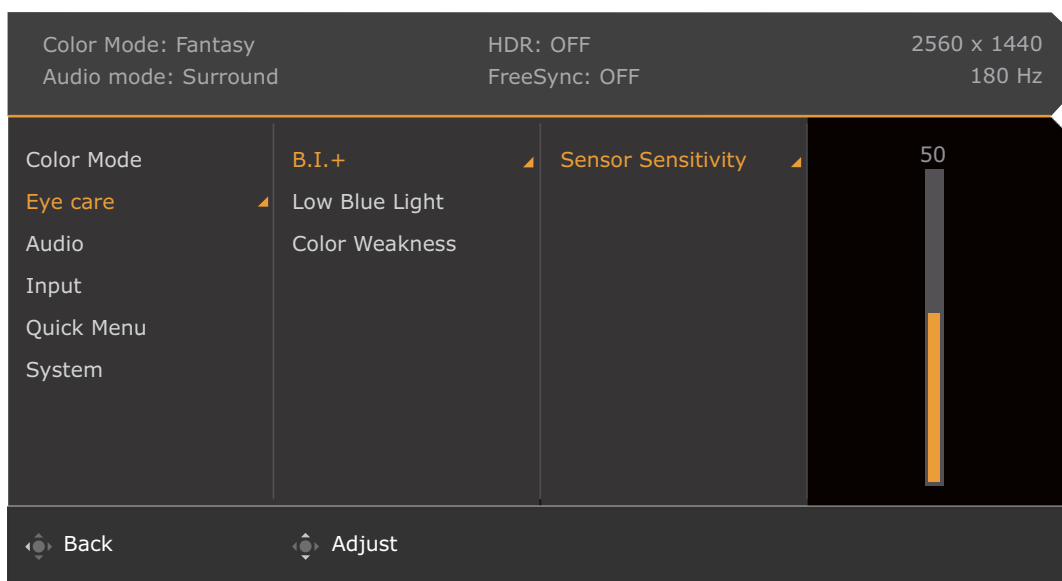 Color Mode: Fantasy
HDR: OFF
2560 x 1440
Audio mode: Surround
FreeSync: OFF
180 Hz
Color Mode
Eye care
Audio
Input
Quick Menu
System
B.I.+
Low Blue Light
Color Weakness
Sensor Sensitivity
50
Back
Adjust